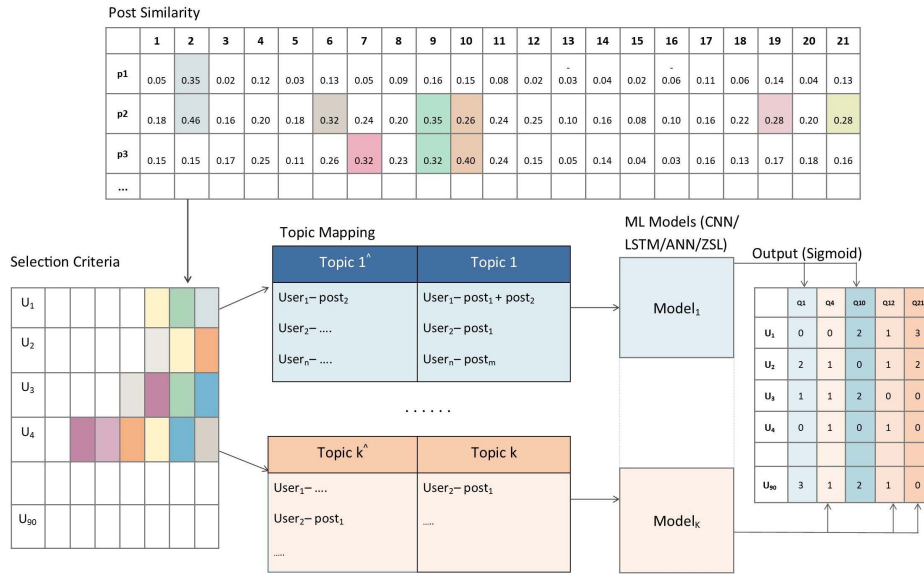 Post Similarity
1 2 3 4 5 6 7 8 9 10 11 12 13 14 15 16 17 18 19 20 21
p1 0.05 0.35 0.02 0.12 0.03 0.13 0.05 0.09 0.16 0.15 0.08 0.02 -0.03 0.04 0.02 -0.06 0.11 0.06 0.14 0.04 0.13
p2 0.18 0.46 0.16 0.20 0.18 0.32 0.24 0.20 0.35 0.26 0.24 0.25 0.10 0.16 0.08 0.10 0.16 0.22 0.28 0.20 0.28
p3 0.15 0.15 0.17 0.25 0.11 0.26 0.32 0.23 0.32 0.40 0.24 0.15 0.05 0.14 0.04 0.03 0.16 0.13 0.17 0.18 0.16
...
Selection Criteria
U1
U2
U3
U4
U90
Topic Mapping
Topic 1^ Topic 1
User1– post2 User1– post1 + post2
User2– .... User2– post1
Usern– .... Usern– postm
......
Topic k^ Topic k
User1– .... User2– post1
User2– post1 .....
.....
ML Models (CNN/
LSTM/ANN/ZSL)
Model1
ModelK
Output (Sigmoid)
Q1 Q4 Q10 Q12 Q21
U1 0 0 2 1 3
U2 2 1 0 1 2
U3 1 1 2 0 0
U4 0 1 0 1 0
U90 3 1 2 1 0